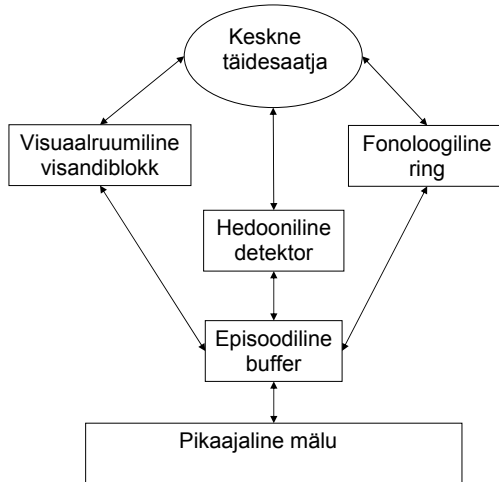 Keskne
täidesaatja
Visuaalruumiline
visandiblokk
Fonoloogiline
ring
Hedooniline
detektor
Episoodiline
buffer
Pikaajaline mälu